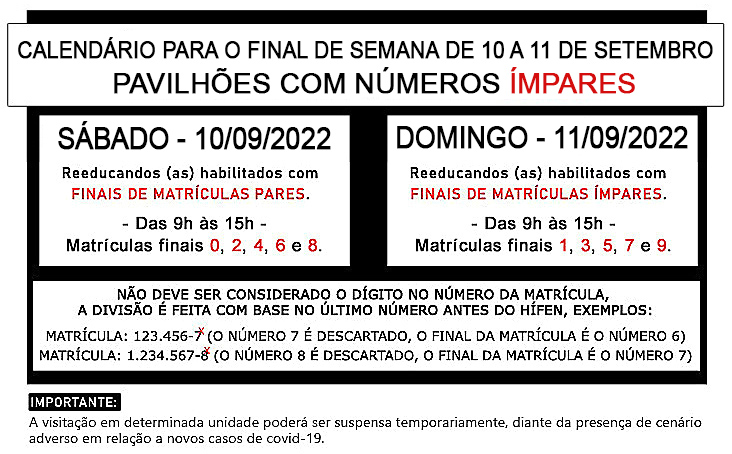 CALENDÁRIO PARA O FINAL DE SEMANA DE 10 A 11 DE SETEMBRO
PAVILHÕES COM NÚMEROS ÍMPARES
SÁBADO - 10/09/2022
Reeducandos (as) habilitados com
FINAIS DE MATRÍCULAS PARES.
- Das 9h às 15h -
Matrículas finais 0, 2, 4, 6 e 8.
DOMINGO - 11/09/2022
Reeducandos (as) habilitados com
FINAIS DE MATRÍCULAS ÍMPARES.
- Das 9h às 15h -
Matrículas finais 1, 3, 5, 7 e 9.
NÃO DEVE SER CONSIDERADO O DÍGITO NO NÚMERO DA MATRÍCULA,
A DIVISÃO É FEITA COM BASE NO ÚLTIMO NÚMERO ANTES DO HÍFEN, EXEMPLOS:
MATRÍCULA: 123.456-7x (O NÚMERO 7 É DESCARTADO, O FINAL DA MATRÍCULA É O NÚMERO 6)
MATRÍCULA: 1.234.567-8x (O NÚMERO 8 É DESCARTADO, O FINAL DA MATRÍCULA É O NÚMERO 7)
IMPORTANTE:
A visitação em determinada unidade poderá ser suspensa temporariamente, diante da presença de cenário
adverso em relação a novos casos de covid-19.